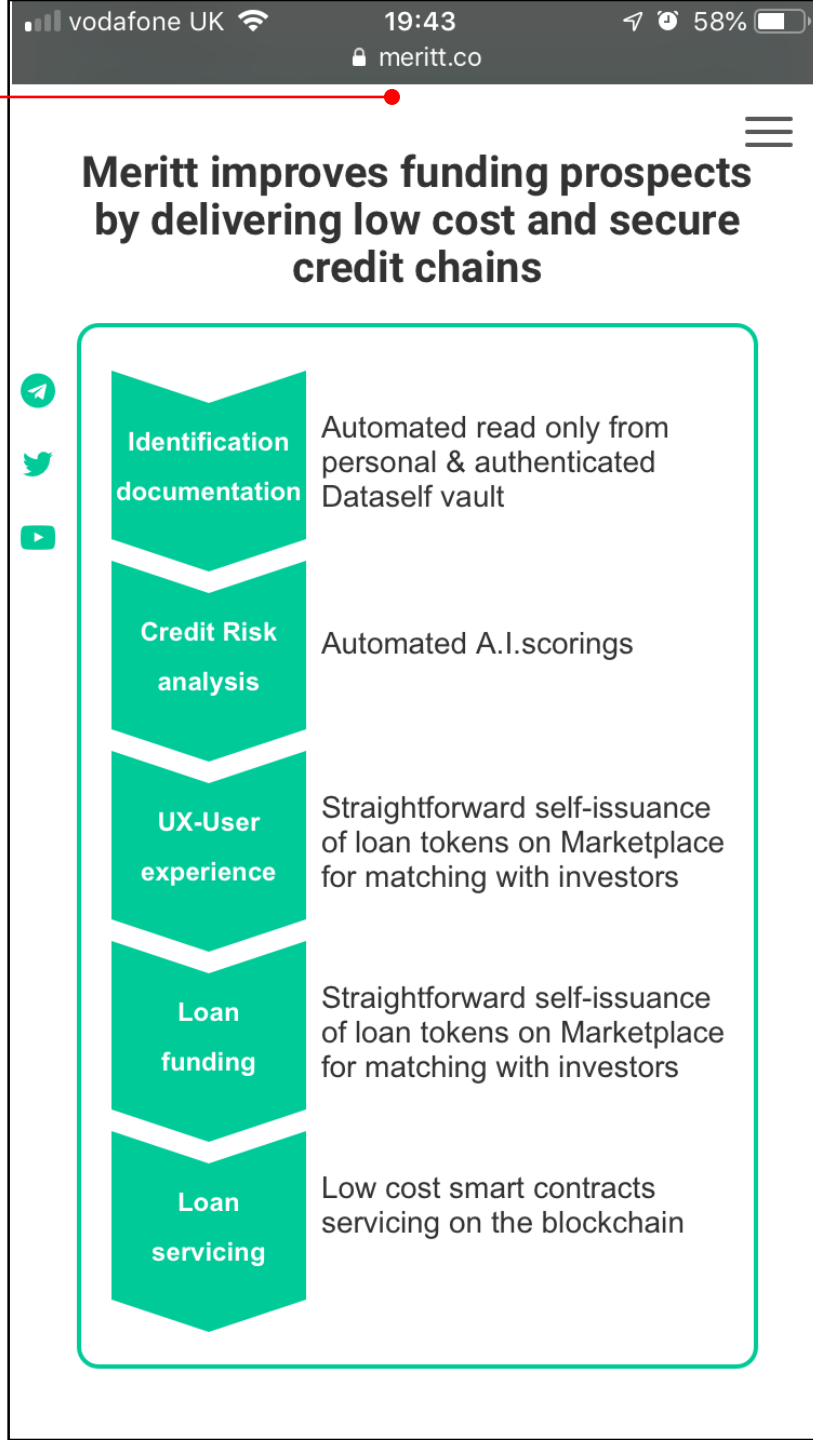 vodafone UK 19:43 58%
meritt.co
Meritt improves funding prospects
by delivering low cost and secure
credit chains
Identification
documentation
Automated read only from
personal & authenticated
Dataself vault
Credit Risk
analysis
Automated A.I.scorings
UX-User
experience
Straightforward self-issuance
of loan tokens on Marketplace
for matching with investors
Loan
funding
Straightforward self-issuance
of loan tokens on Marketplace
for matching with investors
Loan
servicing
Low cost smart contracts
servicing on the blockchain